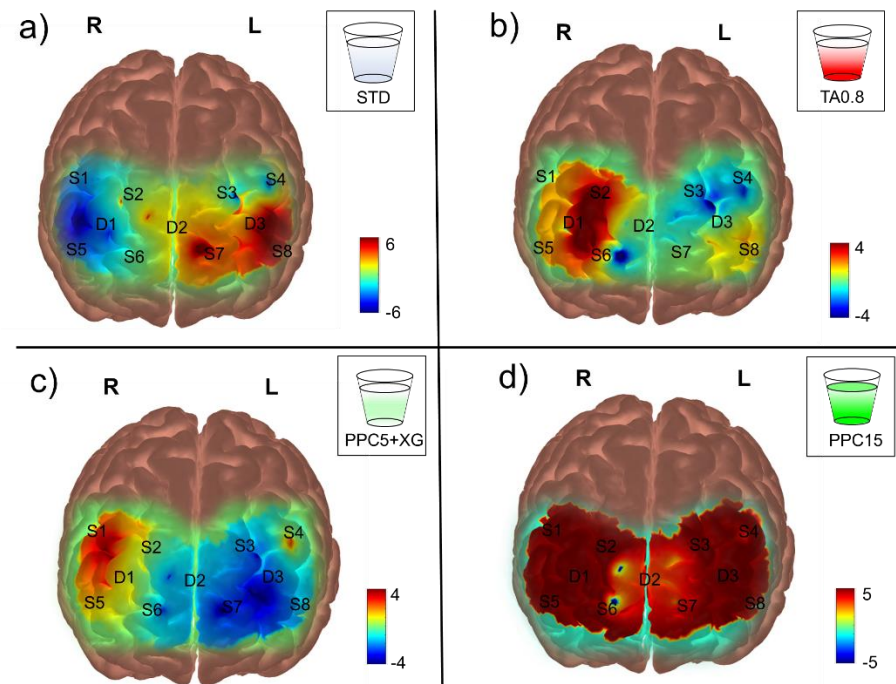 a) R L
STD
S1 S2 S3 S4
D1 D2 D3
S5 S6 S7 S8
6
-6
b) R L
TA0.8
S1 S2 S3 S4
D1 D2 D3
S5 S6 S7 S8
4
-4
c) R L
PPC5+XG
S1 S2 S3 S4
D1 D2 D3
S5 S6 S7 S8
4
-4
d) R L
PPC15
S1 S2 S3 S4
D1 D2 D3
S5 S6 S7 S8
5
-5